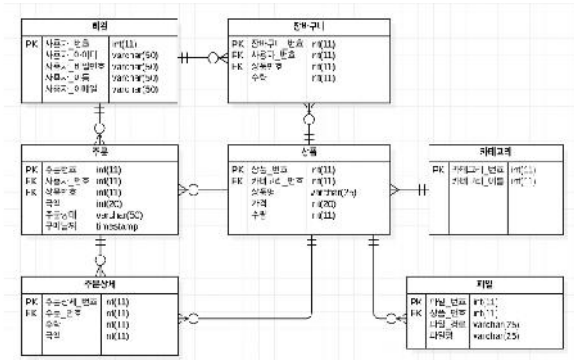 회원
PK 사용자_번호 int(11)
사용자_아이디 varchar(50)
사용자_비밀번호 varchar(50)
사용자_이름 varchar(50)
사용자_이메일 varchar(50)
장바구니
PK 장바구니_번호 int(11)
FK 사용자_번호 int(11)
FK 상품번호 int(11)
수량 int(11)
주문
PK 주문번호 int(11)
FK 사용자_번호 int(11)
FK 상품번호 int(11)
int(20)
주문상태 varchar(50)
구매날짜 timestamp
상품
PK 상품_번호 int(11)
FK 카테고리_번호 int(11)
상품명 varchar(25)
가격 int(20)
수량 int(11)
카테고리
PK 카테고리_번호 int(11)
카테고리_이름 int(11)
주문상세
PK 주문상세_번호 int(11)
FK 주문_번호 int(11)
수량 int(11)
int(11)
파일
PK 파일_번호 int(11)
FK 상품_번호 int(11)
파일_경로 varchar(25)
파일명 varchar(25)